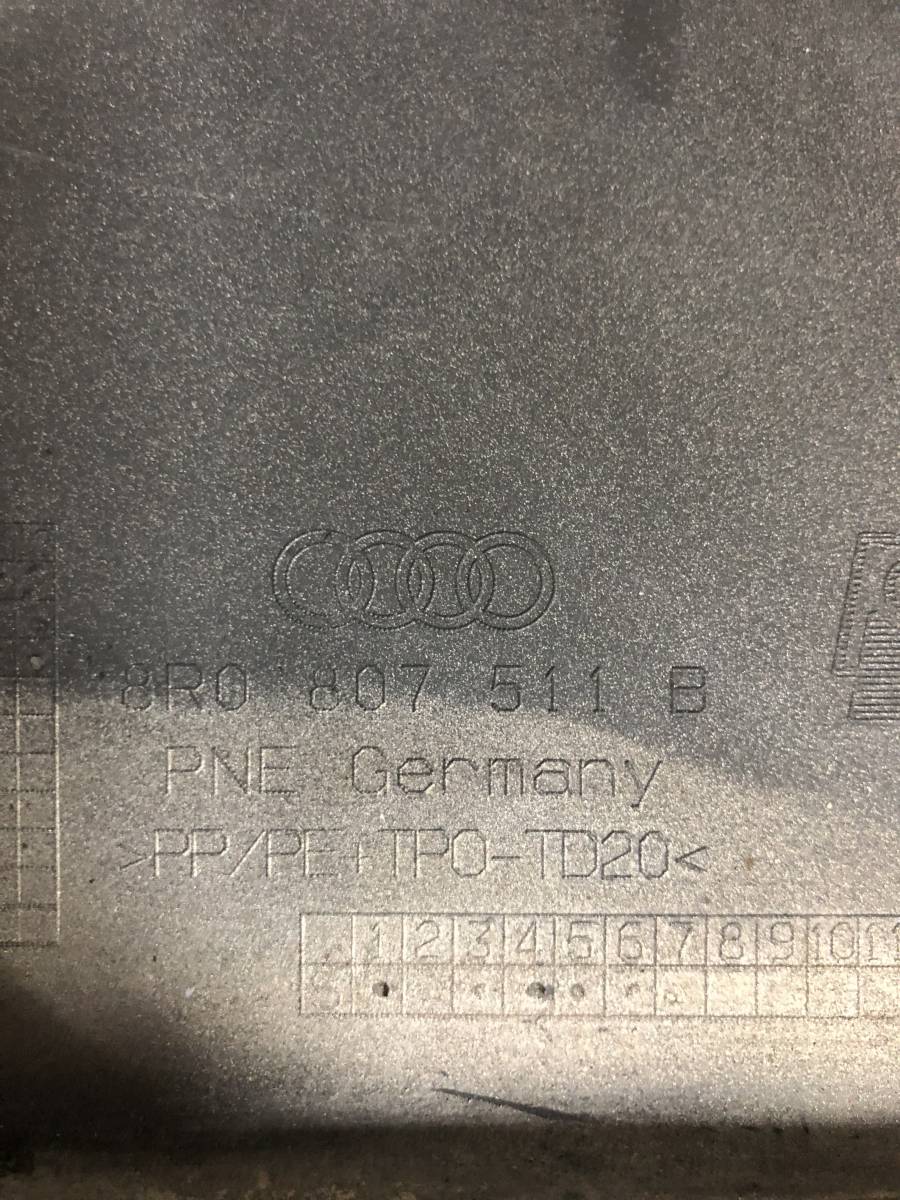 8R0 807 511 B
PNE Germany
>PP/PE+TPO-TD20<
1 2 3 4 5 6 7 8 9 10 11
S